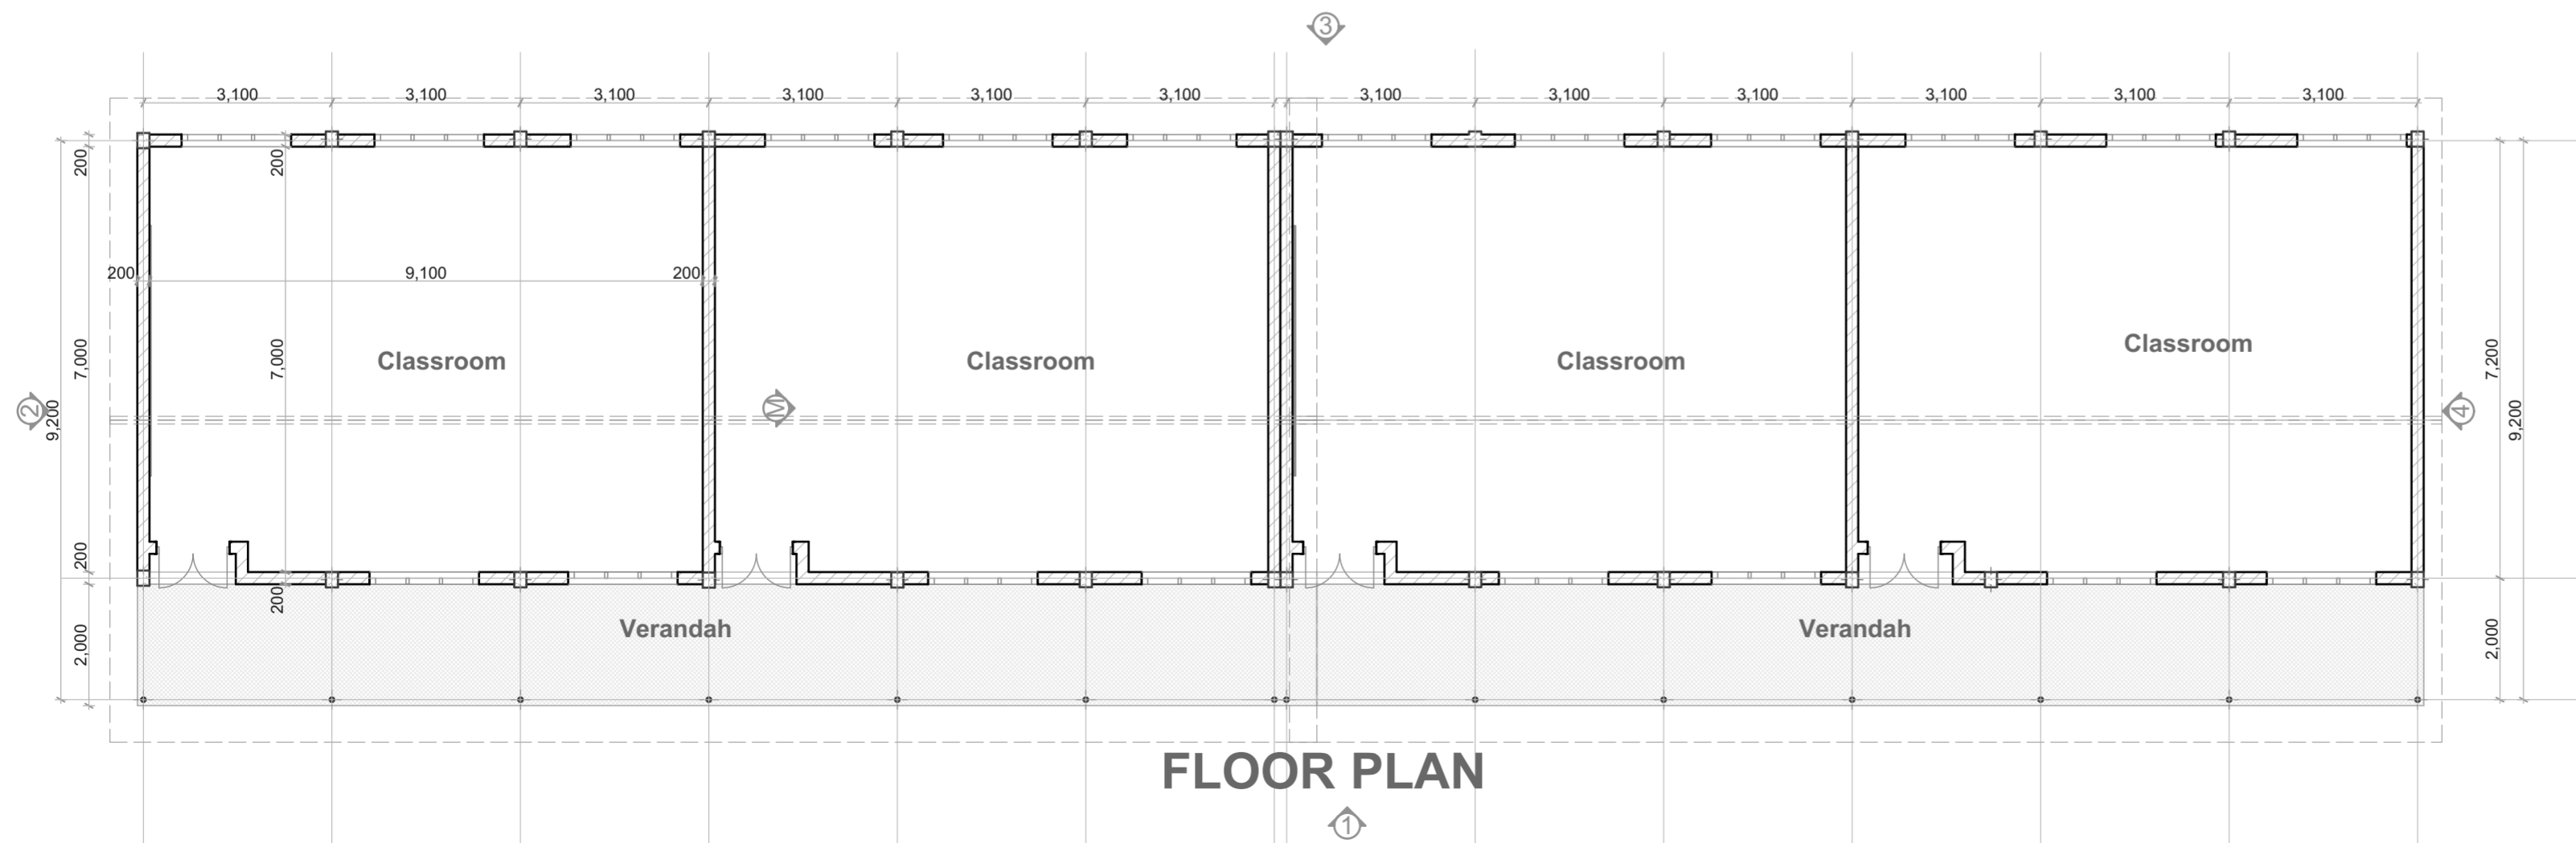 3
3,100 3,100 3,100 3,100 3,100 3,100 3,100 3,100 3,100 3,100 3,100 3,100
200 200
200 9,100 200
7,000 7,000 Classroom Classroom Classroom Classroom 7,200
2 9,200 M 4 9,200
200
200
2,000 Verandah Verandah 2,000
FLOOR PLAN
1